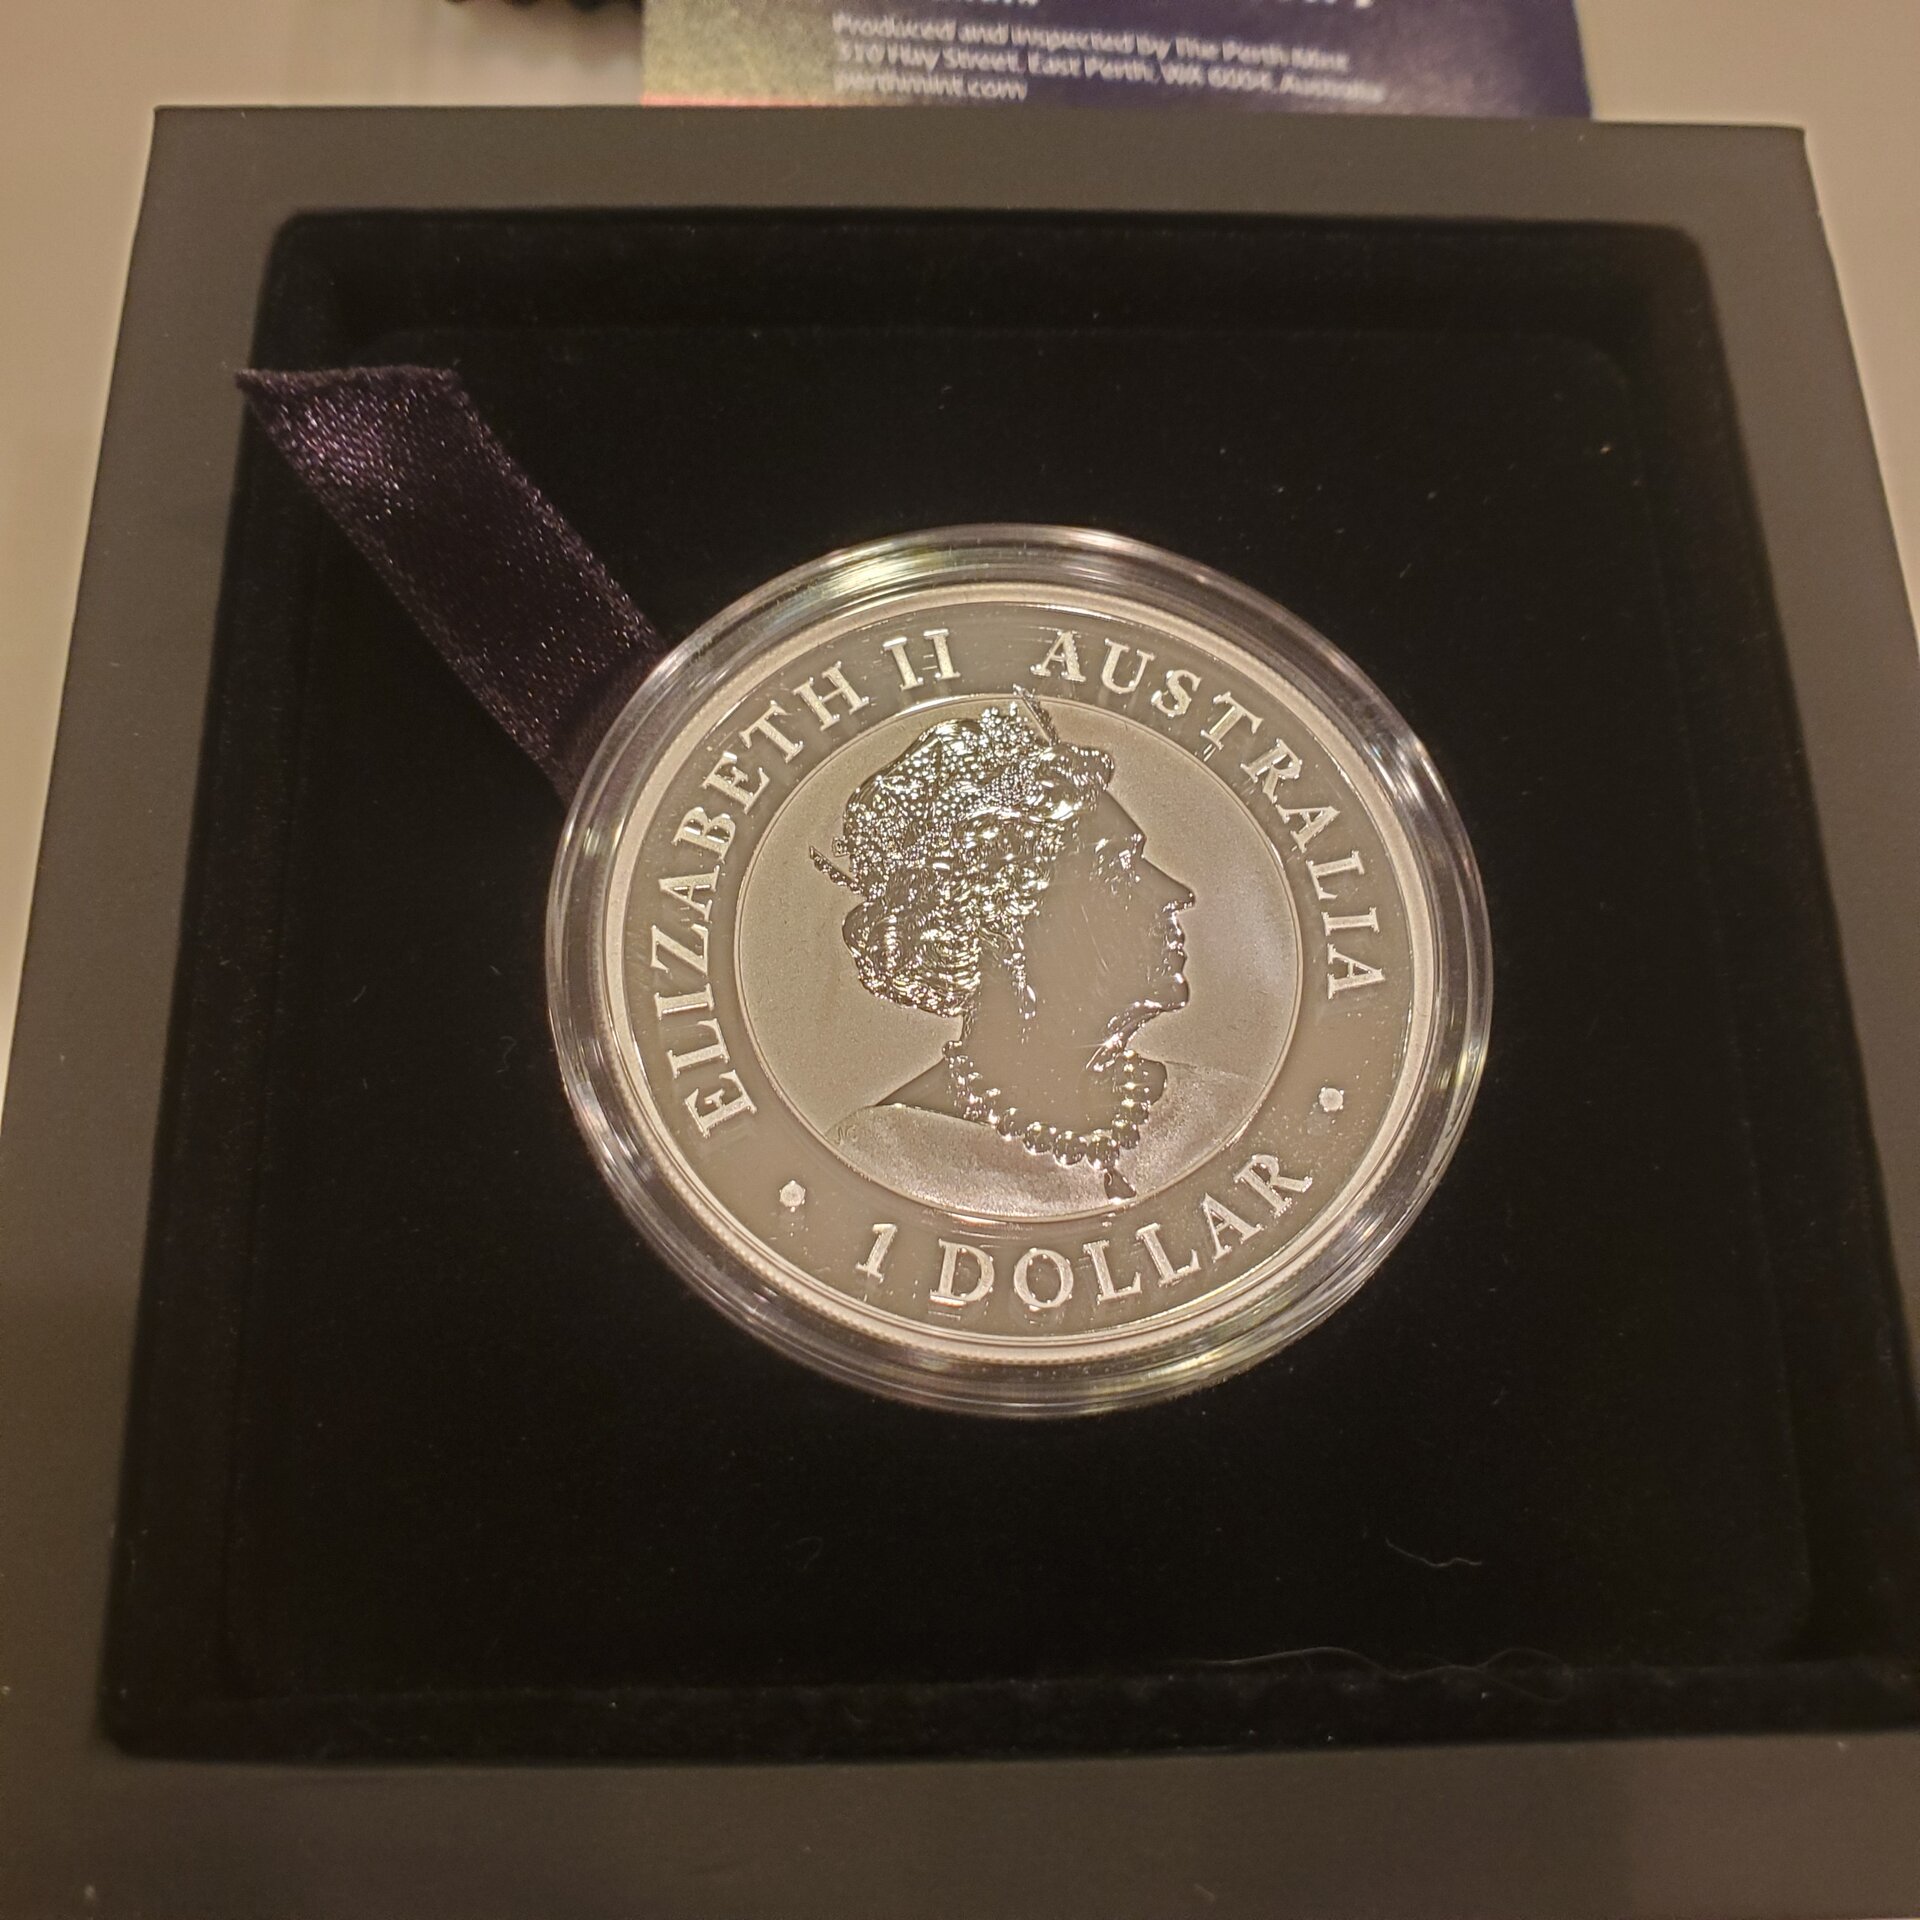 Produced and inspected by The Perth Mint
310 Hay Street, East Perth, WA 6004, Australia
perthmint.com
ELIZABETH II AUSTRALIA
1 DOLLAR